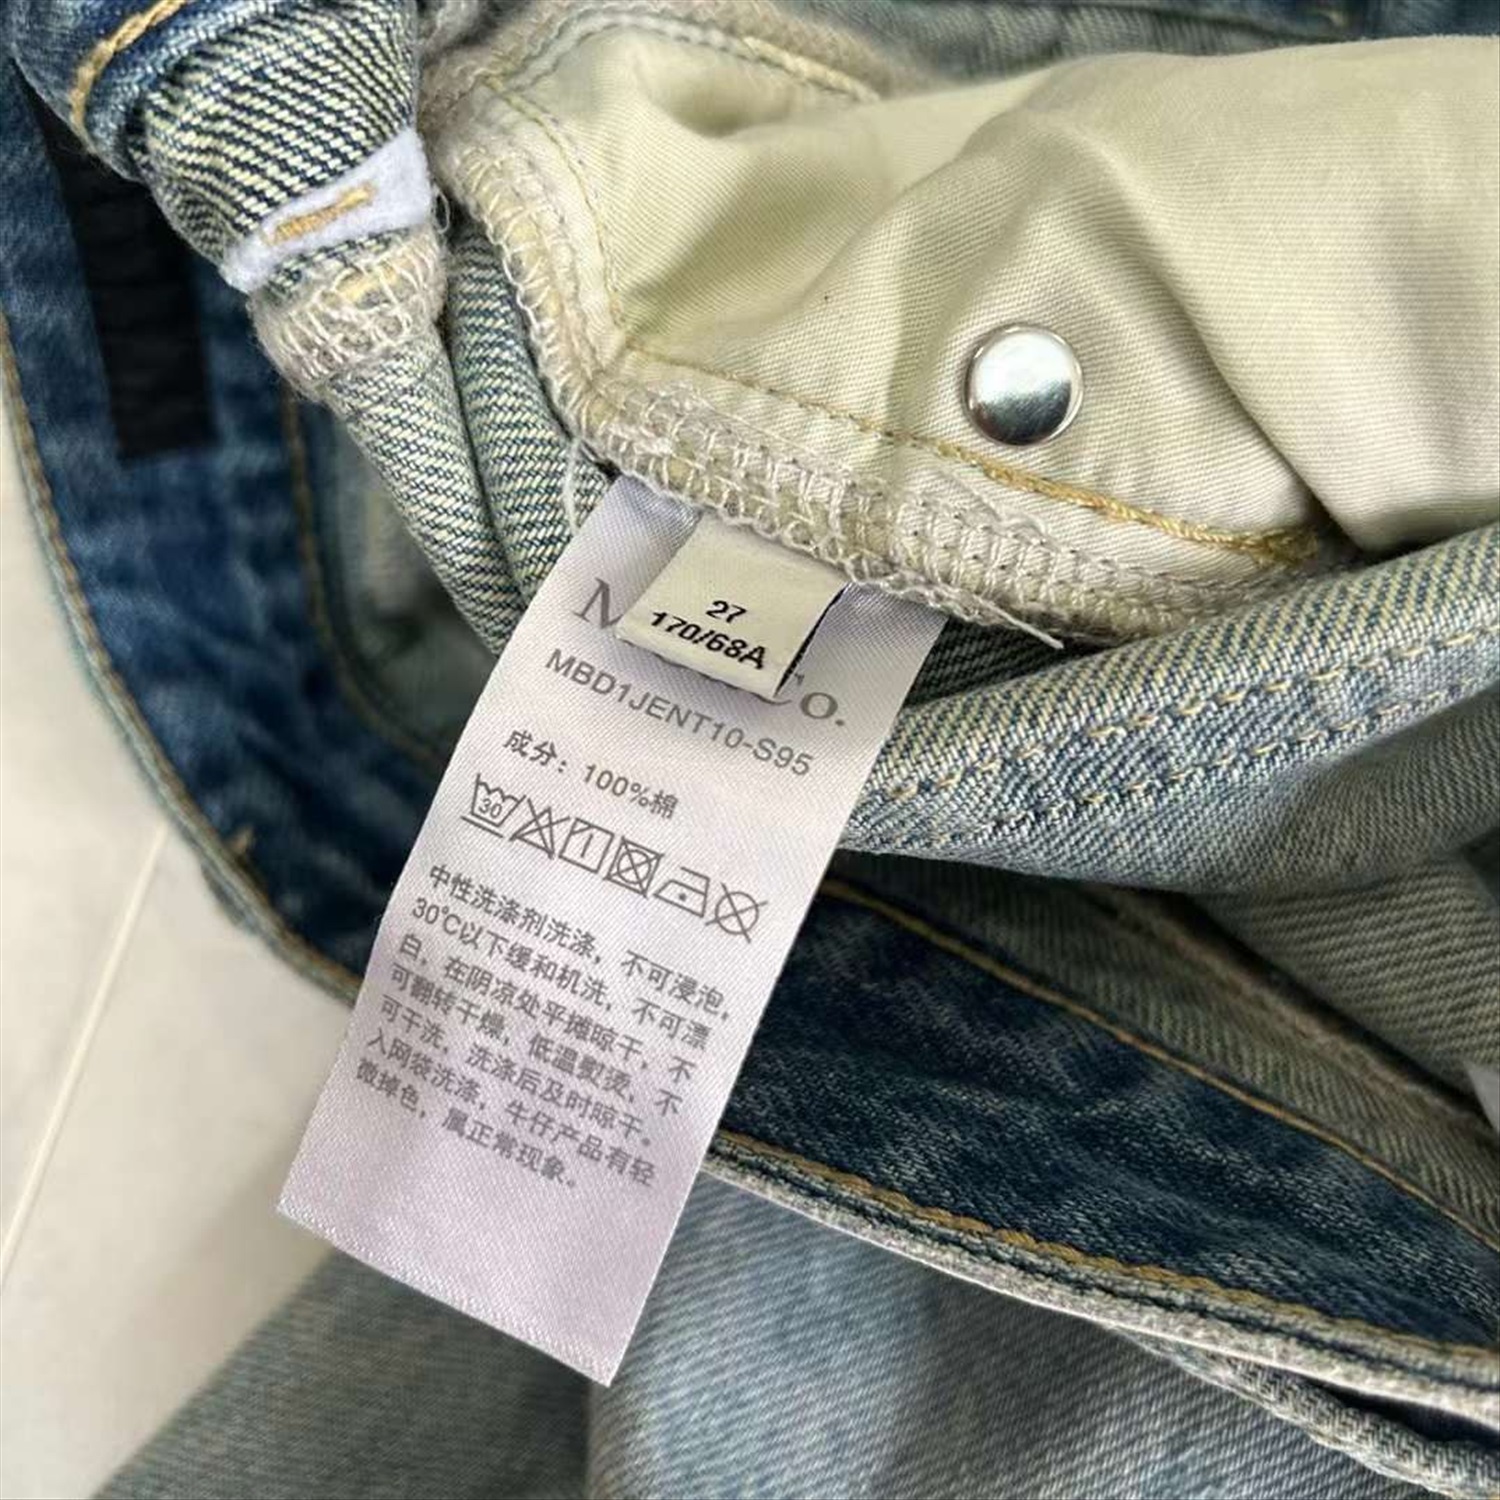 27
170/68A
M
Co.
MBD1JENT10-S95
成分：100%棉
30
中性洗涤剂洗涤，不可浸泡，
30℃以下缓和机洗，不可漂
白，在阴凉处平摊晾干，不
可翻转干燥，低温熨烫，不
可干洗，洗涤后及时晾干。
入网袋洗涤，牛仔产品有轻
微掉色，属正常现象。